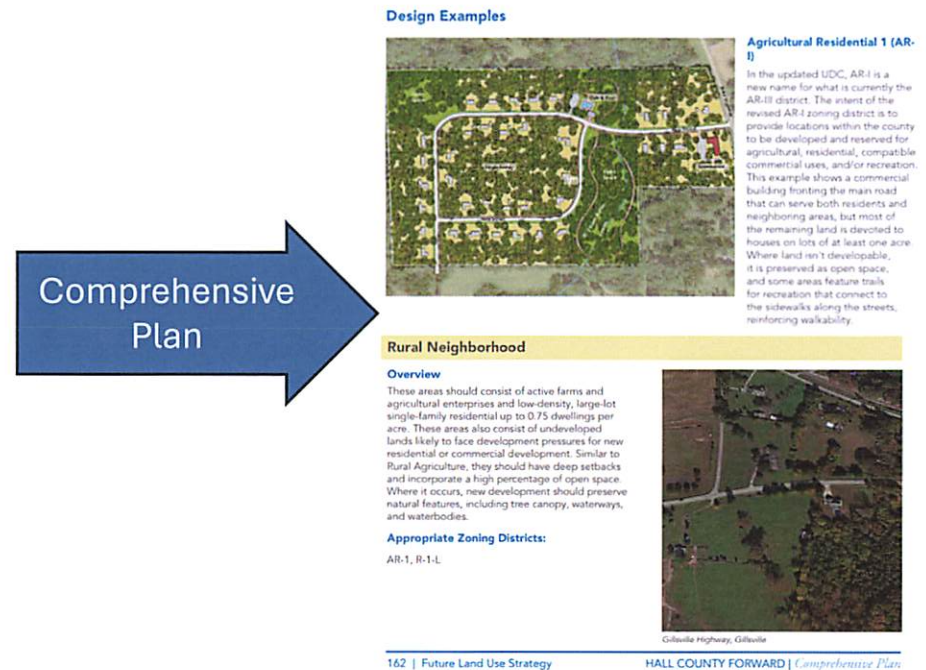 Comprehensive
Plan
Design Examples
Agricultural Residential 1 (AR-
I)
In the updated UDC, AR-I is a
new name for what is currently the
AR-III district. The intent of the
revised AR-I zoning district is to
provide locations within the county
to be developed and reserved for
agricultural, residential, compatible
commercial uses, and/or recreation.
This example shows a commercial
building fronting the main road
that can serve both residents and
neighboring areas, but most of
the remaining land is devoted to
houses on lots of at least one acre.
Where land isn't developable,
it is preserved as open space,
and some areas feature trails
for recreation that connect to
the sidewalks along the streets,
reinforcing walkability.
Rural Neighborhood
Overview
These areas should consist of active farms and
agricultural enterprises and low-density, large-lot
single-family residential up to 0.75 dwellings per
acre. These areas also consist of undeveloped
lands likely to face development pressures for new
residential or commercial development. Similar to
Rural Agriculture, they should have deep setbacks
and incorporate a high percentage of open space.
Where it occurs, new development should preserve
natural features, including tree canopy, waterways,
and waterbodies.
Appropriate Zoning Districts:
AR-1, R-1-L
Gillsville Highway, Gillsville
162 | Future Land Use Strategy
HALL COUNTY FORWARD | Comprehensive Plan